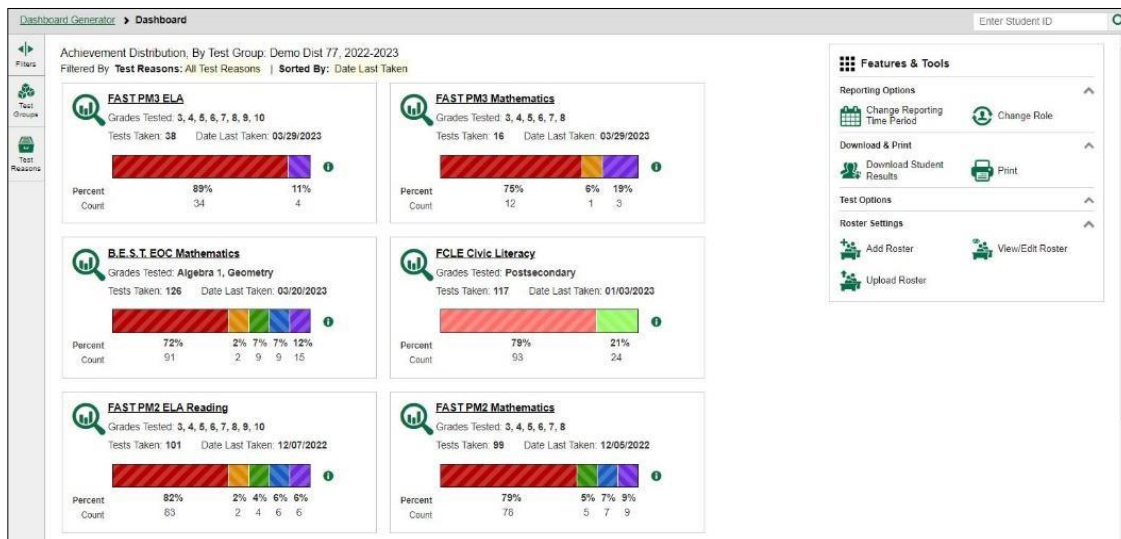 Dashboard Generator > Dashboard
Enter Student ID
Filters
Test Groups
Test Reasons
Achievement Distribution, By Test Group: Demo Dist 77, 2022-2023
Filtered By Test Reasons: All Test Reasons | Sorted By: Date Last Taken
FAST PM3 ELA
Grades Tested: 3, 4, 5, 6, 7, 8, 9, 10
Tests Taken: 38 Date Last Taken: 03/29/2023
Percent 89% 11%
Count 34 4
FAST PM3 Mathematics
Grades Tested: 3, 4, 5, 6, 7, 8
Tests Taken: 16 Date Last Taken: 03/29/2023
Percent 75% 6% 19%
Count 12 1 3
B.E.S.T. EOC Mathematics
Grades Tested: Algebra 1, Geometry
Tests Taken: 126 Date Last Taken: 03/20/2023
Percent 72% 2% 7% 7% 12%
Count 91 2 9 9 15
FCLE Civic Literacy
Grades Tested: Postsecondary
Tests Taken: 117 Date Last Taken: 01/03/2023
Percent 79% 21%
Count 93 24
FAST PM2 ELA Reading
Grades Tested: 3, 4, 5, 6, 7, 8, 9, 10
Tests Taken: 101 Date Last Taken: 12/07/2022
Percent 82% 2% 4% 6% 6%
Count 83 2 4 6 6
FAST PM2 Mathematics
Grades Tested: 3, 4, 5, 6, 7, 8
Tests Taken: 99 Date Last Taken: 12/05/2022
Percent 79% 5% 7% 9%
Count 78 5 7 9
Features & Tools
Reporting Options
Change Reporting
Time Period
Change Role
Download & Print
Download Student
Results
Print
Test Options
Roster Settings
Add Roster
View/Edit Roster
Upload Roster